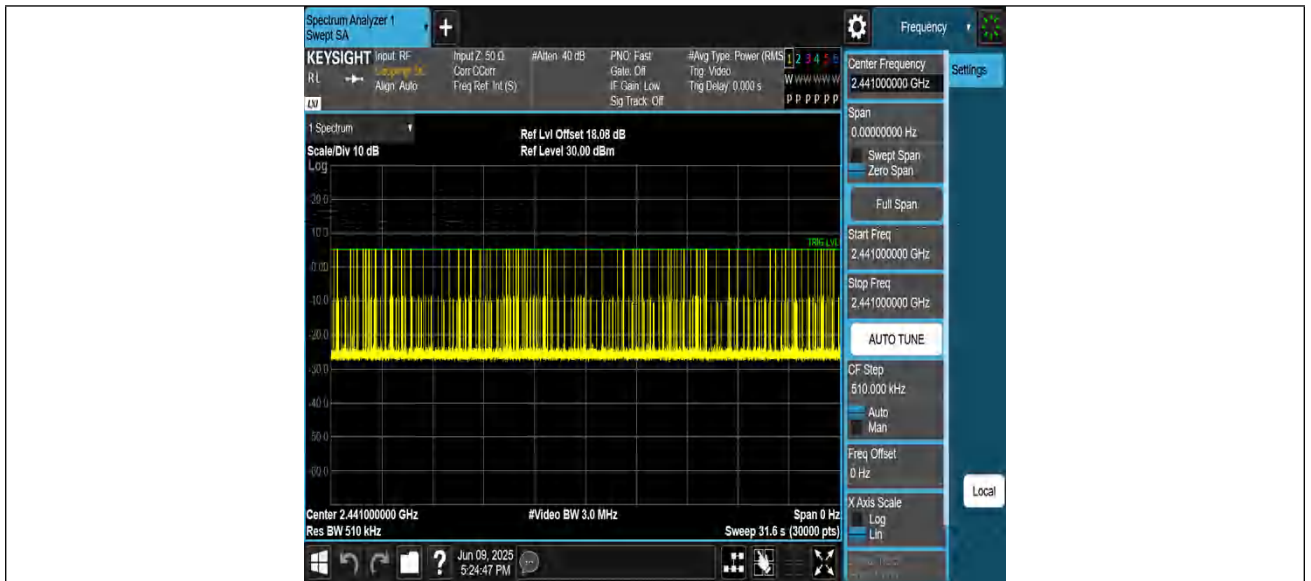 Spectrum Analyzer 1
Swept SA
+
Frequency
KEYSIGHT
RL
LXI
Input: RF
Align: Auto
Input Z: 50 Ω
Corr CCorr
Freq Ref: Int (S)
#Atten: 40 dB
PNO: Fast
Gate: Off
IF Gain: Low
Sig Track: Off
#Avg Type: Power (RMS
Trig: Video
Trig Delay: 0.000 s
1 2 3 4 5 6
W W W W W W
P P P P P P
1 Spectrum
Scale/Div 10 dB
Log
Ref Lvl Offset 18.08 dB
Ref Level 30.00 dBm
20.0
10.0
TRIG LVL
0.00
-10.0
-20.0
-30.0
-40.0
-50.0
-60.0
Center 2.441000000 GHz
Res BW 510 kHz
#Video BW 3.0 MHz
Span 0 Hz
Sweep 31.6 s (30000 pts)
?
Jun 09, 2025
5:24:47 PM
Center Frequency
2.441000000 GHz
Span
0.00000000 Hz
Swept Span
Zero Span
Full Span
Start Freq
2.441000000 GHz
Stop Freq
2.441000000 GHz
AUTO TUNE
CF Step
510.000 kHz
Auto
Man
Freq Offset
0 Hz
X Axis Scale
Log
Lin
Settings
Local